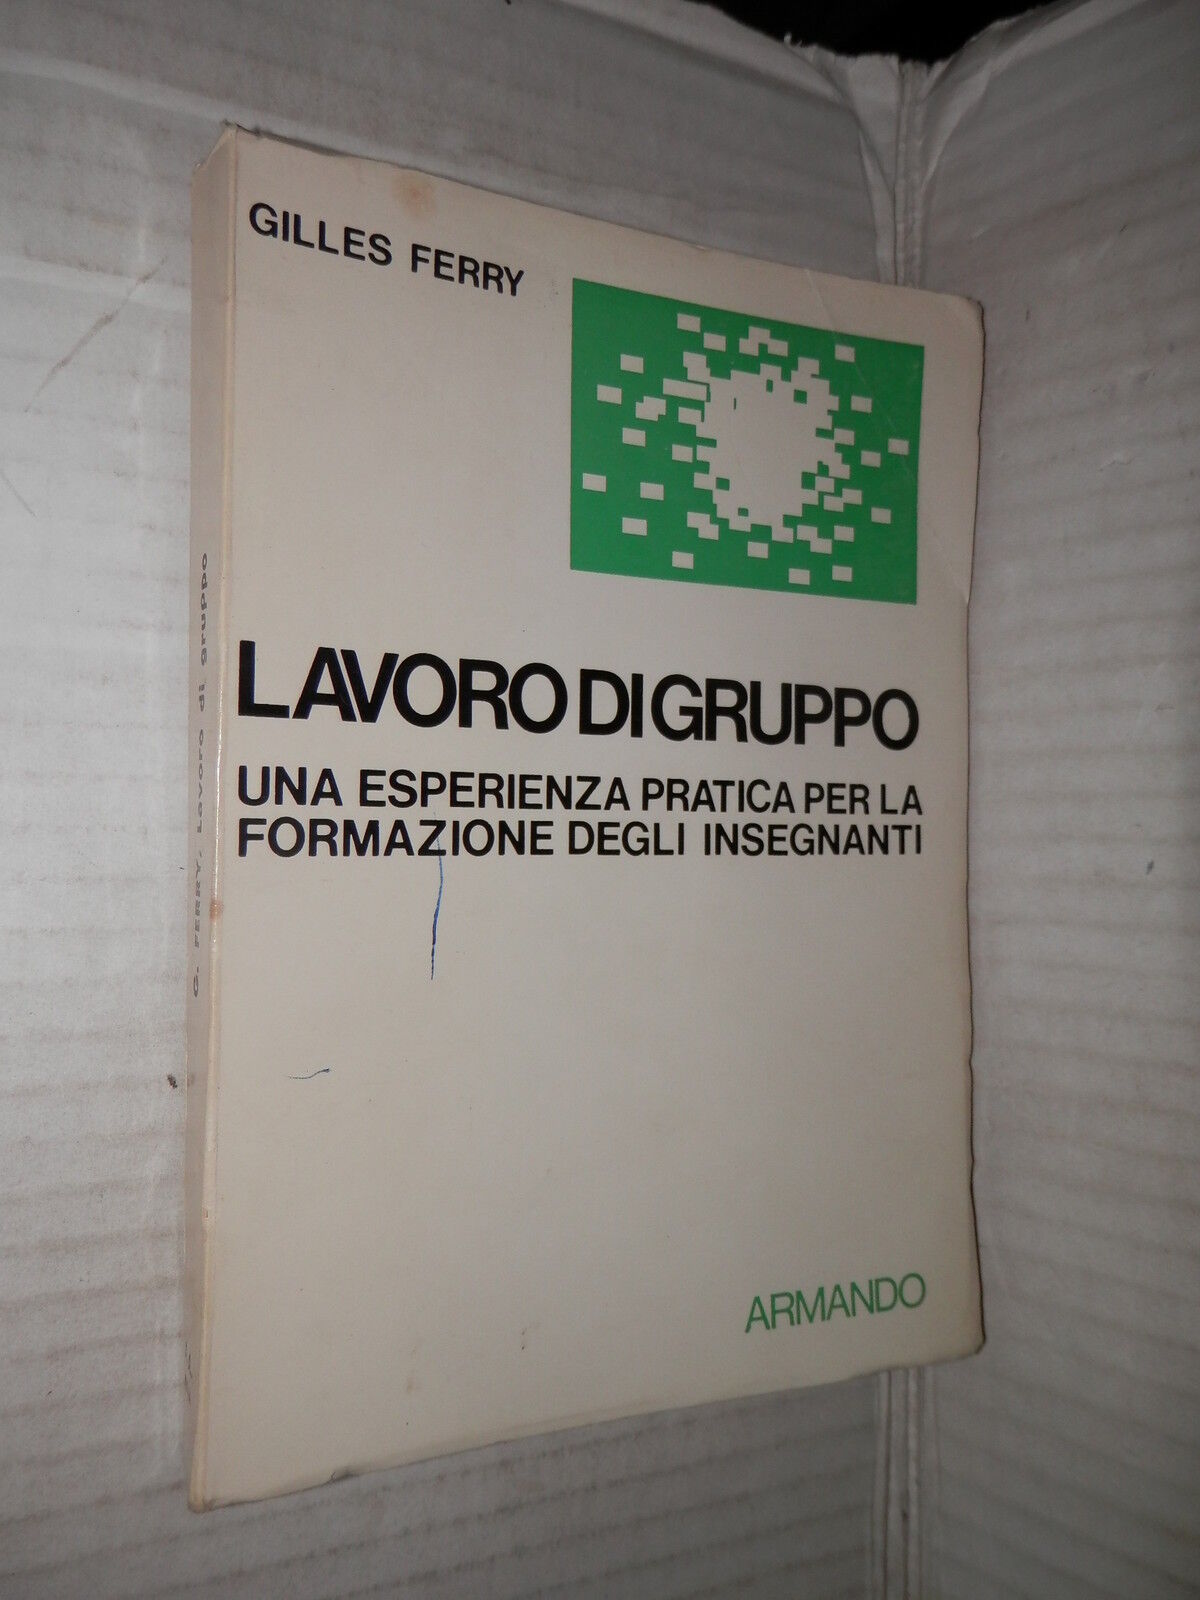 GILLES FERRY
LAVORO DI GRUPPO
UNA ESPERIENZA PRATICA PER LA
FORMAZIONE DEGLI INSEGNANTI
ARMANDO
G. FERRY, Lavoro di gruppo